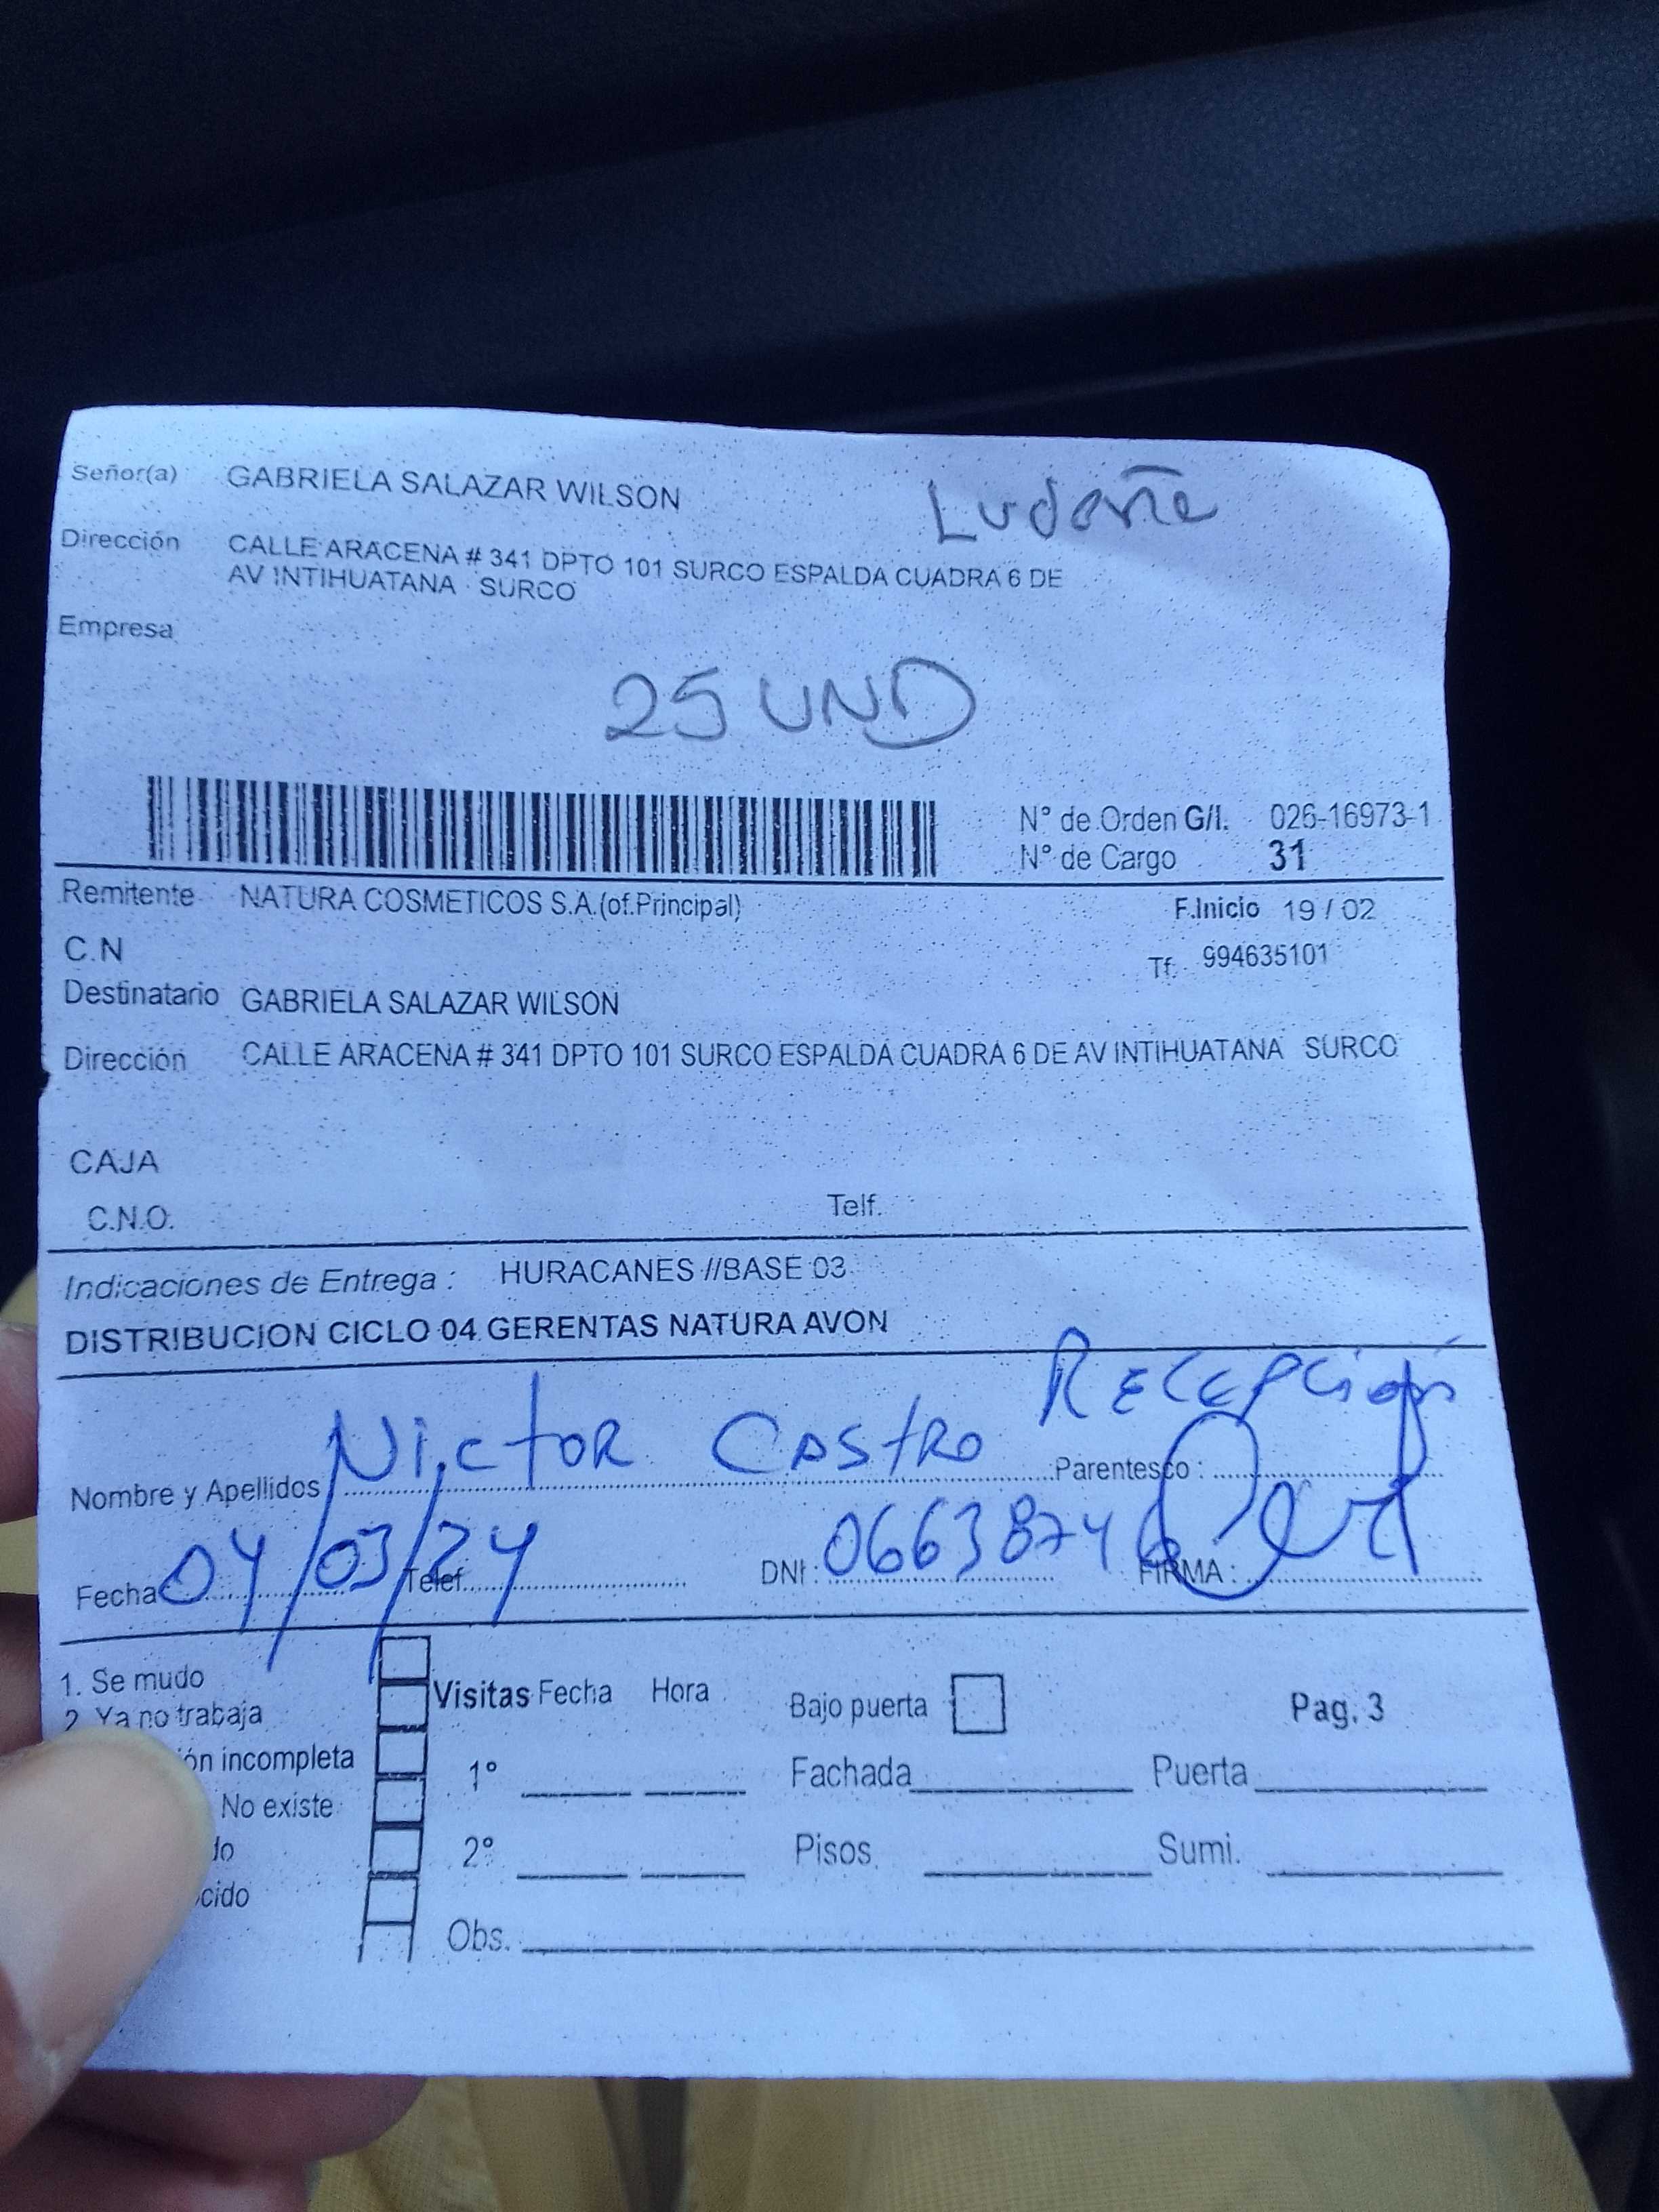 Señor(a) GABRIELA SALAZAR WILSON
Dirección CALLE ARACENA # 341 DPTO 101 SURCO ESPALDA CUADRA 6 DE
AV INTIHUATANA SURCO
Empresa
25 UND
N° de Orden G/I. 026-16973-1
N° de Cargo 31
Remitente NATURA COSMETICOS S.A.(of.Principal) F.Inicio 19 / 02
C.N Tf. 994635101
Destinatario GABRIELA SALAZAR WILSON
Dirección CALLE ARACENA # 341 DPTO 101 SURCO ESPALDA CUADRA 6 DE AV INTIHUATANA SURCO
CAJA
C.N.O. Telf.
Indicaciones de Entrega : HURACANES //BASE 03
DISTRIBUCION CICLO 04 GERENTAS NATURA AVON
RECEPCión
Nombre y Apellidos Victor Castro Parentesco :
Fecha 04/03/24 Telef. DNI : 06638746 FIRMA :
1. Se mudo
2. Ya no trabaja
incompleta
No existe
Visitas Fecha Hora Bajo puerta Pag. 3
1° Fachada Puerta
2° Pisos Sumi.
Obs.